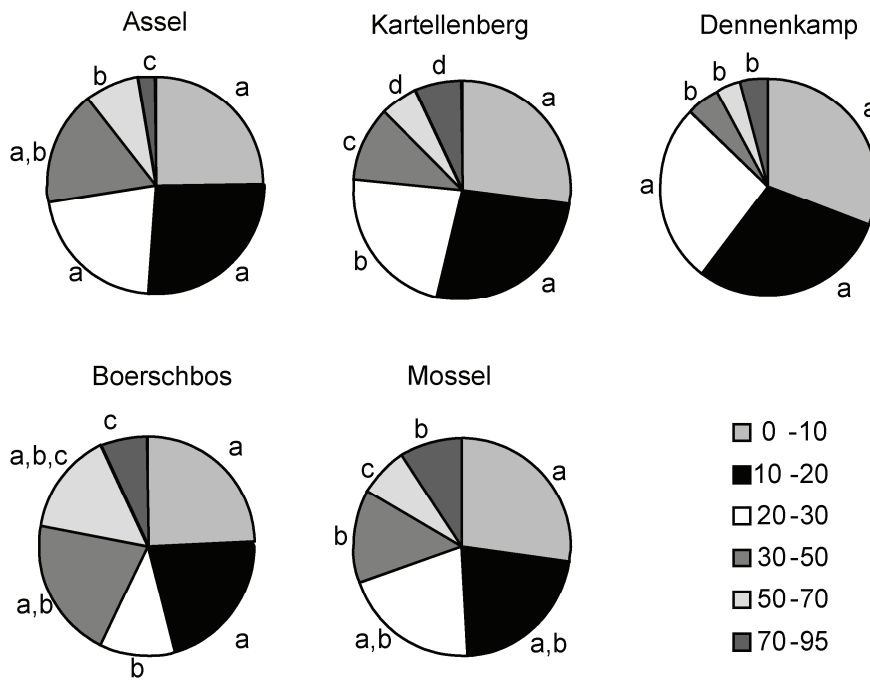 Assel
Kartellenberg
Dennenkamp
c
b
a
a,b
a
a
d
d
a
c
b
a
b
b
b
a
a
a
Boerschbos
Mossel
c
a
a,b,c
a,b
b
a
b
c
a
b
a,b
a,b
0 -10
10 -20
20 -30
30 -50
50 -70
70 -95